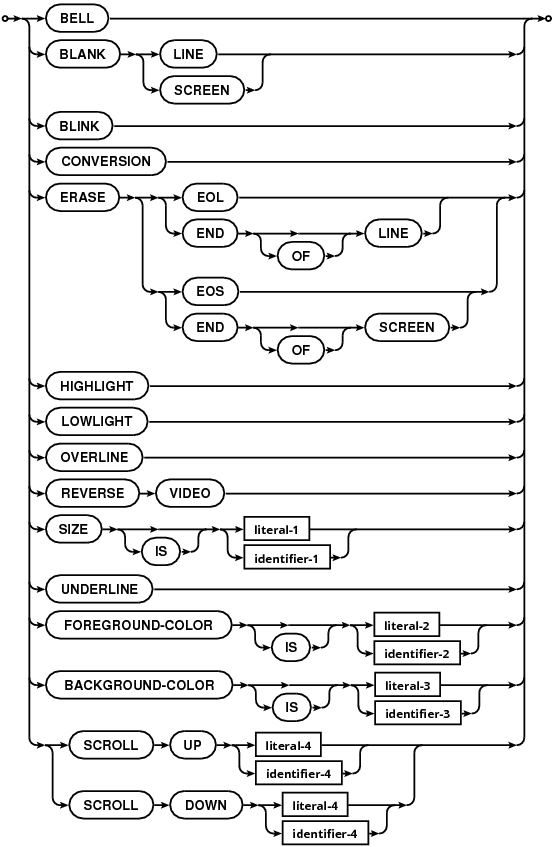 BELL
BLANK LINE
SCREEN
BLINK
CONVERSION
ERASE EOL
END LINE
OF
EOS
END SCREEN
OF
HIGHLIGHT
LOWLIGHT
OVERLINE
REVERSE VIDEO
SIZE literal-1
IS identifier-1
UNDERLINE
FOREGROUND-COLOR literal-2
IS identifier-2
BACKGROUND-COLOR literal-3
IS identifier-3
SCROLL UP literal-4
identifier-4
SCROLL DOWN literal-4
identifier-4